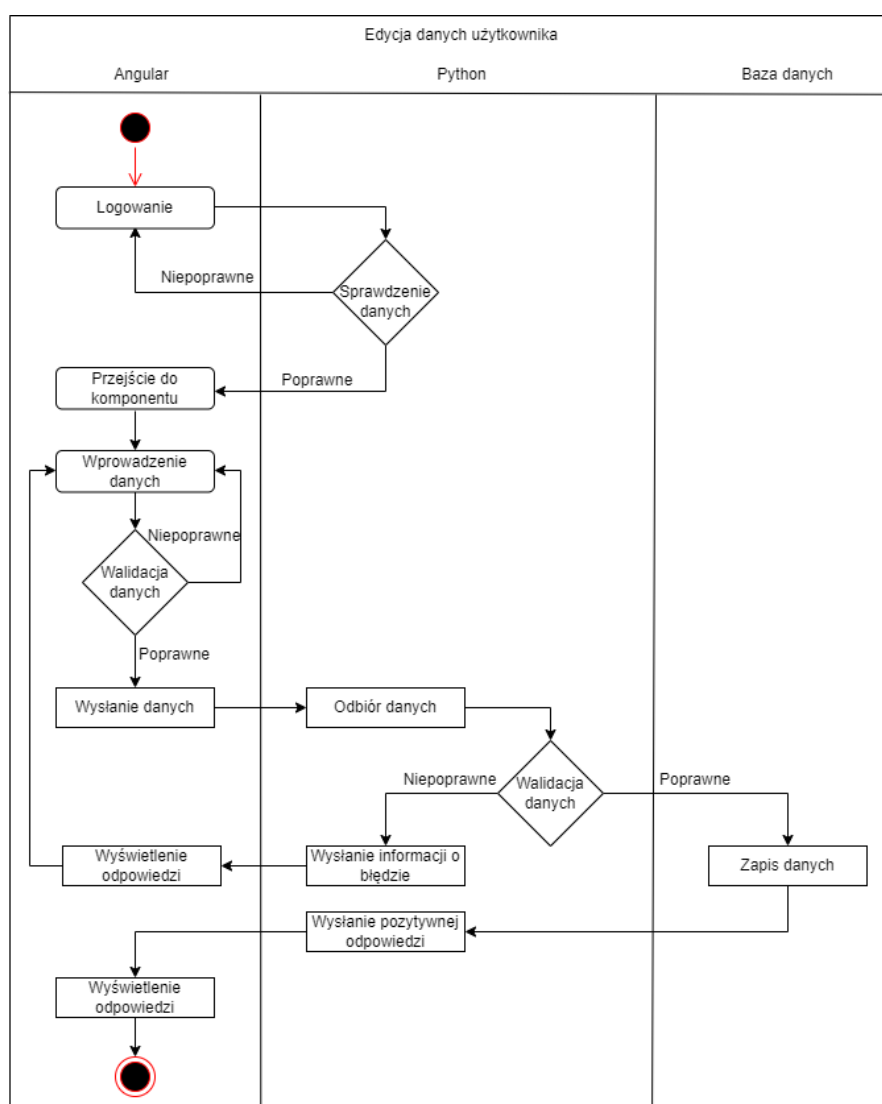 Edycja danych użytkownika
Angular
Python
Baza danych
Logowanie
Niepoprawne
Sprawdzenie
danych
Przejście do
komponentu
Poprawne
Wprowadzenie
danych
Niepoprawne
Walidacja
danych
Poprawne
Wysłanie danych
Odbiór danych
Niepoprawne
Walidacja
danych
Poprawne
Wyświetlenie
odpowiedzi
Wysłanie informacji o
błędzie
Zapis danych
Wysłanie pozytywnej
odpowiedzi
Wyświetlenie
odpowiedzi